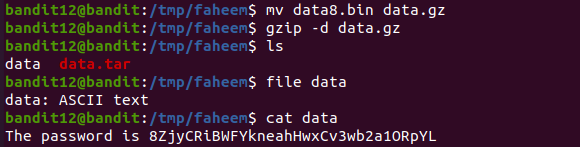 bandit12@bandit:/tmp/faheem$ mv data8.bin data.gz
bandit12@bandit:/tmp/faheem$ gzip -d data.gz
bandit12@bandit:/tmp/faheem$ ls
data  data.tar
bandit12@bandit:/tmp/faheem$ file data
data: ASCII text
bandit12@bandit:/tmp/faheem$ cat data
The password is 8ZjyCRiBWFYkneahHwxCv3wb2a1ORpYL